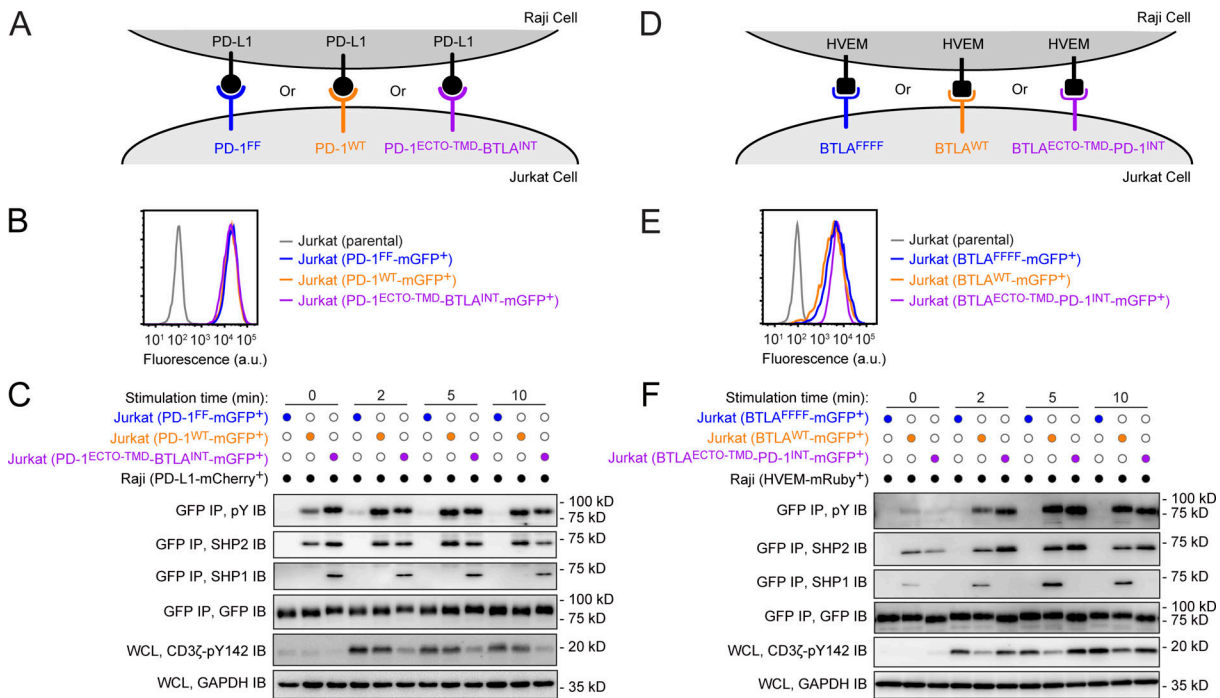 A
Raji Cell
PD-L1 PD-L1 PD-L1
Or Or
PD-1FF PD-1WT PD-1ECTO-TMD-BTLAINT
Jurkat Cell
B
Jurkat (parental)
Jurkat (PD-1FF-mGFP+)
Jurkat (PD-1WT-mGFP+)
Jurkat (PD-1ECTO-TMD-BTLAINT-mGFP+)
101 102 103 104 105
Fluorescence (a.u.)
C
Stimulation time (min): 0 2 5 10
Jurkat (PD-1FF-mGFP+)
Jurkat (PD-1WT-mGFP+)
Jurkat (PD-1ECTO-TMD-BTLAINT-mGFP+)
Raji (PD-L1-mCherry+)
GFP IP, pY IB - 100 kD
- 75 kD
GFP IP, SHP2 IB - 75 kD
GFP IP, SHP1 IB - 75 kD
GFP IP, GFP IB - 100 kD
- 75 kD
WCL, CD3ζ-pY142 IB - 20 kD
WCL, GAPDH IB - 35 kD
D
Raji Cell
HVEM HVEM HVEM
Or Or
BTLAFFFF BTLAWT BTLAECTO-TMD-PD-1INT
Jurkat Cell
E
Jurkat (parental)
Jurkat (BTLAFFFF-mGFP+)
Jurkat (BTLAWT-mGFP+)
Jurkat (BTLAECTO-TMD-PD-1INT-mGFP+)
101 102 103 104 105
Fluorescence (a.u.)
F
Stimulation time (min): 0 2 5 10
Jurkat (BTLAFFFF-mGFP+)
Jurkat (BTLAWT-mGFP+)
Jurkat (BTLAECTO-TMD-PD-1INT-mGFP+)
Raji (HVEM-mRuby+)
GFP IP, pY IB - 100 kD
- 75 kD
GFP IP, SHP2 IB - 75 kD
GFP IP, SHP1 IB - 75 kD
GFP IP, GFP IB - 100 kD
- 75 kD
WCL, CD3ζ-pY142 IB - 20 kD
WCL, GAPDH IB - 35 kD